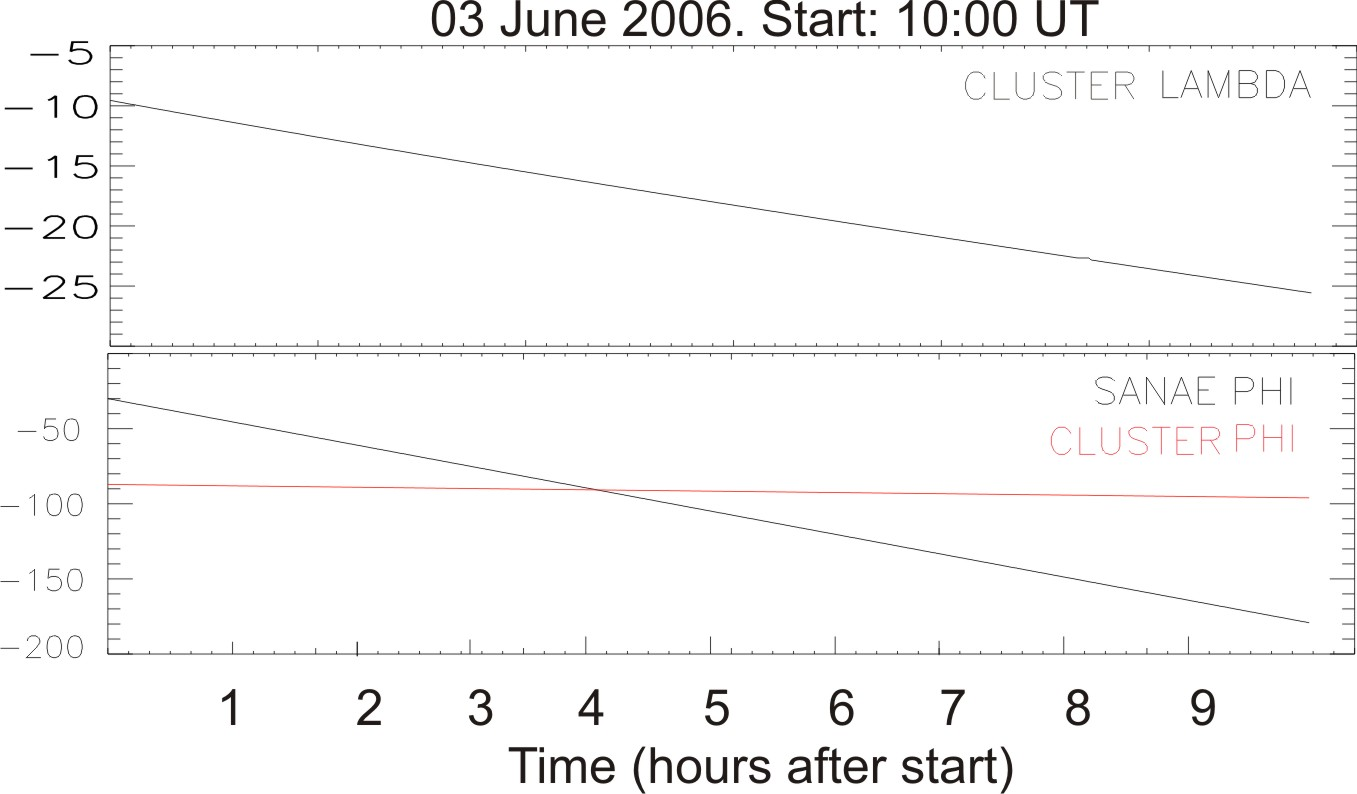 03 June 2006. Start: 10:00 UT
−5
CLUSTER LAMBDA
−10
−15
−20
−25
SANAE PHI
−50
CLUSTER PHI
−100
−150
−200
1 2 3 4 5 6 7 8 9
Time (hours after start)